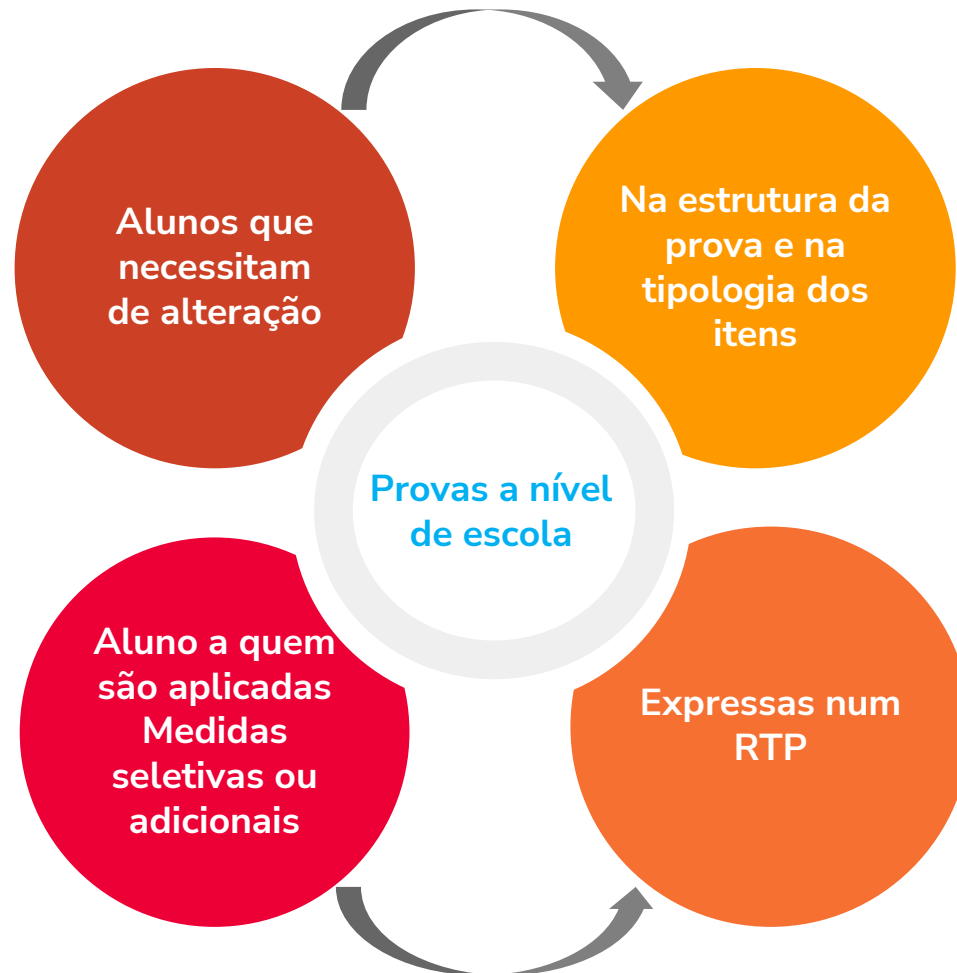 Alunos que
necessitam
de alteração
Na estrutura da
prova e na
tipologia dos
itens
Provas a nível
de escola
Aluno a quem
são aplicadas
Medidas
seletivas ou
adicionais
Expressas num
RTP